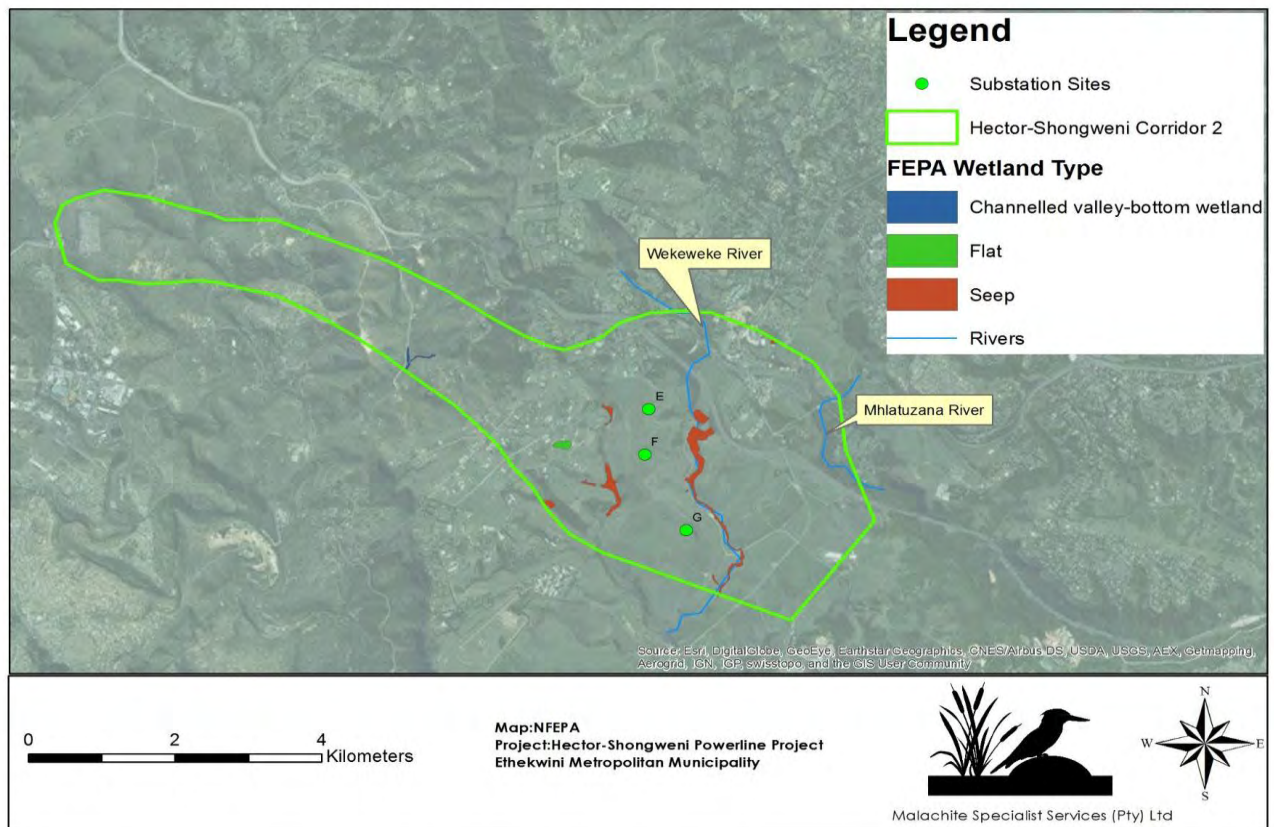 Legend
Substation Sites
Hector-Shongweni Corridor 2
FEPA Wetland Type
Channelled valley-bottom wetland
Flat
Seep
Rivers
Wekeweke River
Mhlatuzana River
E
F
G
Source: Esri, DigitalGlobe, GeoEye, Earthstar Geographics, CNES/Airbus DS, USDA, USGS, AEX, Getmapping,
Aerogrid, IGN, IGP, swisstopo, and the GIS User Community
0 2 4
Kilometers
Map:NFEPA
Project:Hector-Shongweni Powerline Project
Ethekwini Metropolitan Municipality
Malachite Specialist Services (Pty) Ltd
N
W E
S